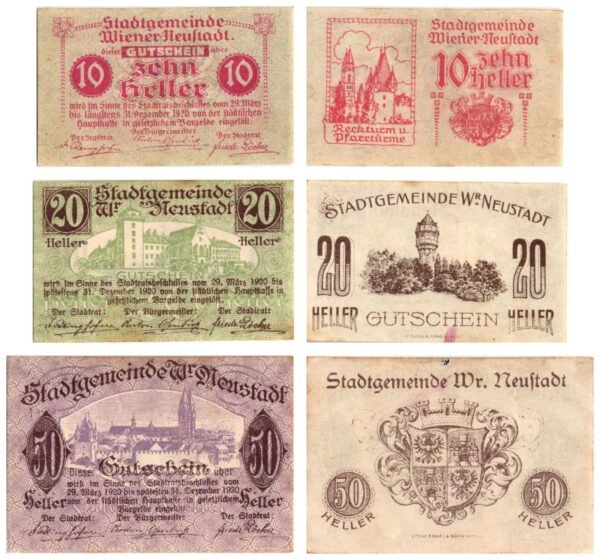 Stadtgemeinde
Wiener-Neustadt.
dieser GUTSCHEIN über
10 zehn 10
Heller
wird im Sinne des Stadtratsbeschlusses vom 29. März
bis längstens 31. Dezember 1920 von der städtischen
Hauptkasse in gesetzlichem Bargelde eingelöst.
Der Stadtrat: Der Bürgermeister: Der Stadtrat:
Stadtgemeinde
Wiener-Neustadt
10 zehn
Heller
Reckturm u.
Pfarrtürme
20 Stadtgemeinde 20
Wr Neustadt
Heller Heller
GUTSCHEIN
wird im Sinne des Stadtratsbeschlusses vom 29. März 1920 bis
spätestens 31. Dezember 1920 von der städtischen Hauptkasse in
gesetzlichem Bargelde eingelöst.
Der Stadtrat: Der Bürgermeister: Der Stadtrat:
STADTGEMEINDE WR NEUSTADT
20 20
HELLER GUTSCHEIN HELLER
Stadtgemeinde Wr Neustadt
50 50
Dieser Gutschein über
Heller Heller
wird im Sinne des Stadtratsbeschlusses vom
29. März 1920 bis spätestens 31. Dezember 1920
von der städtischen Hauptkasse in gesetzlichem
Bargelde eingelöst.
Der Stadtrat: Der Bürgermeister: Der Stadtrat:
Stadtgemeinde Wr. Neustadt
50 50
HELLER HELLER